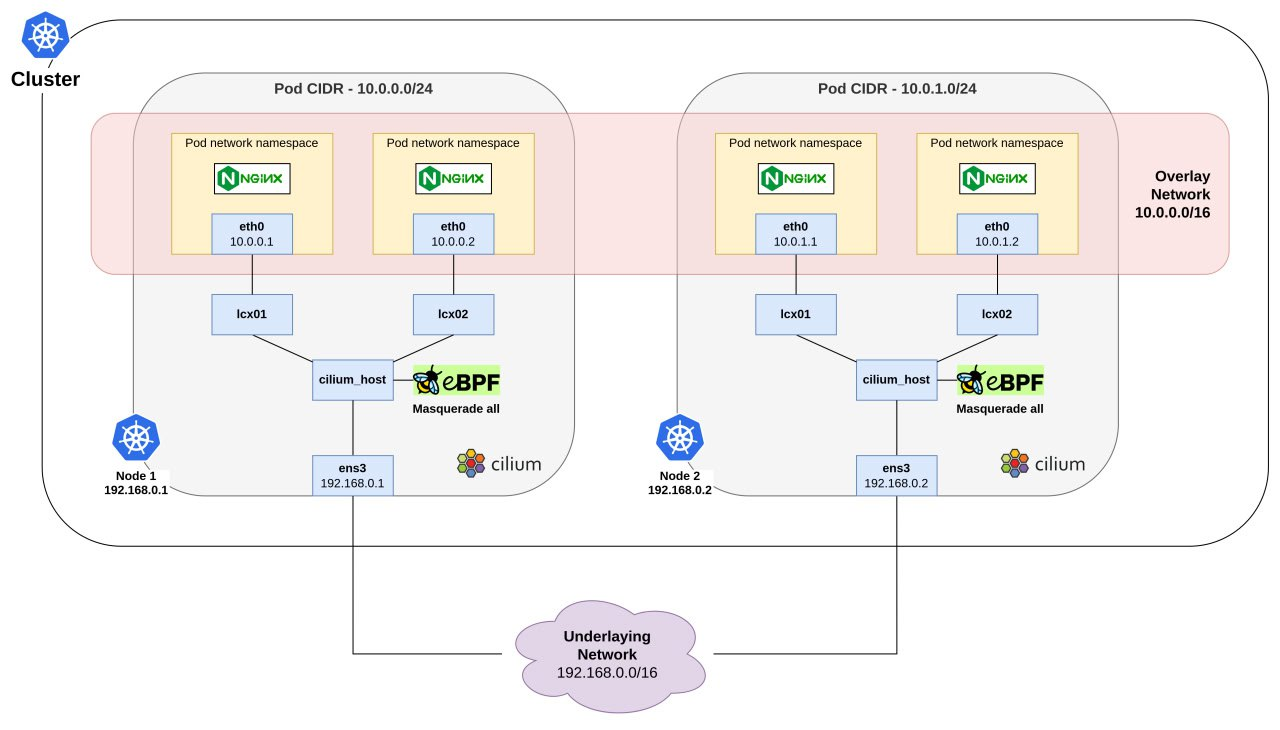 Cluster
Pod CIDR - 10.0.0.0/24
Pod network namespace
NGINX
eth0
10.0.0.1
Pod network namespace
NGINX
eth0
10.0.0.2
lcx01
lcx02
cilium_host
eBPF
Masquerade all
cilium
ens3
192.168.0.1
Node 1
192.168.0.1
Pod CIDR - 10.0.1.0/24
Pod network namespace
NGINX
eth0
10.0.1.1
Pod network namespace
NGINX
eth0
10.0.1.2
lcx01
lcx02
cilium_host
eBPF
Masquerade all
cilium
ens3
192.168.0.2
Node 2
192.168.0.2
Overlay
Network
10.0.0.0/16
Underlaying
Network
192.168.0.0/16